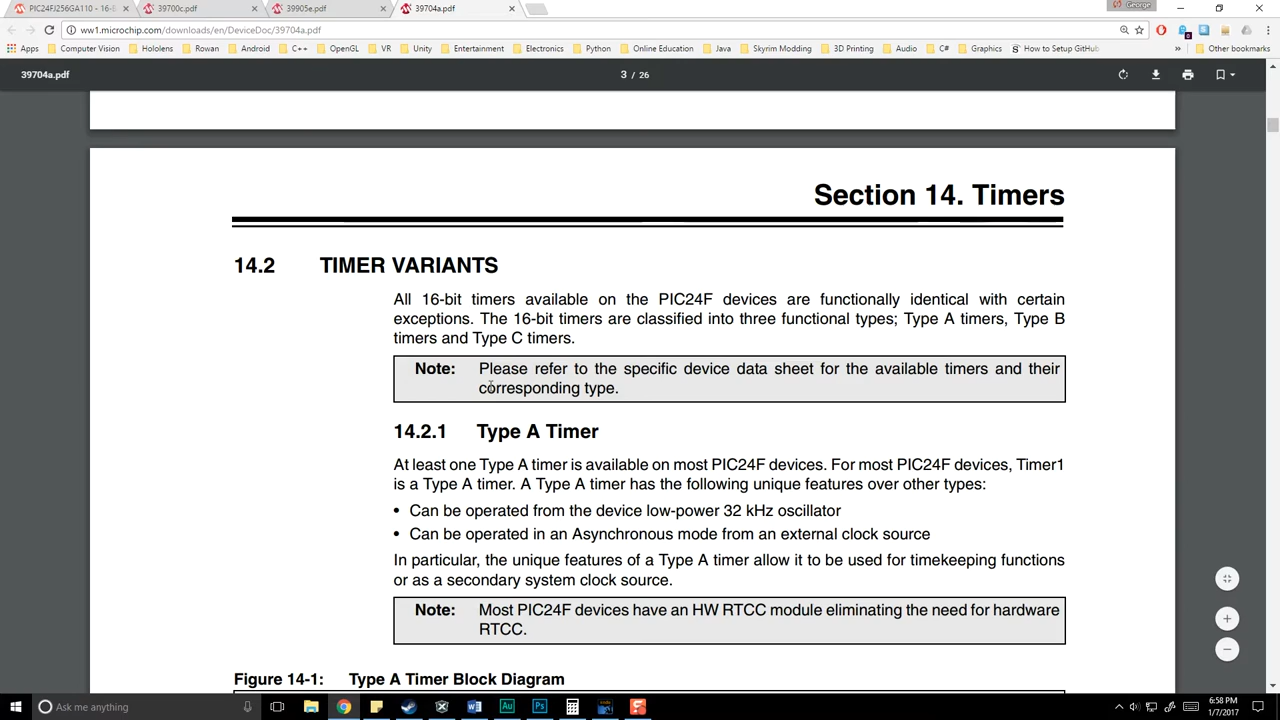 PIC24FJ256GA110 - 16-B
39700c.pdf
39905e.pdf
39704a.pdf
George
ww1.microchip.com/downloads/en/DeviceDoc/39704a.pdf
Apps Computer Vision Hololens Rowan Android C++ OpenGL VR Unity Entertainment Electronics Python Online Education Java Skyrim Modding 3D Printing Audio C# Graphics How to Setup GitHub » Other bookmarks
39704a.pdf
3 / 26
Section 14. Timers
14.2 TIMER VARIANTS
All 16-bit timers available on the PIC24F devices are functionally identical with certain
exceptions. The 16-bit timers are classified into three functional types; Type A timers, Type B
timers and Type C timers.
Note: Please refer to the specific device data sheet for the available timers and their
corresponding type.
14.2.1 Type A Timer
At least one Type A timer is available on most PIC24F devices. For most PIC24F devices, Timer1
is a Type A timer. A Type A timer has the following unique features over other types:
• Can be operated from the device low-power 32 kHz oscillator
• Can be operated in an Asynchronous mode from an external clock source
In particular, the unique features of a Type A timer allow it to be used for timekeeping functions
or as a secondary system clock source.
Note: Most PIC24F devices have an HW RTCC module eliminating the need for hardware
RTCC.
Figure 14-1: Type A Timer Block Diagram
Ask me anything
6:58 PM
1/7/2017